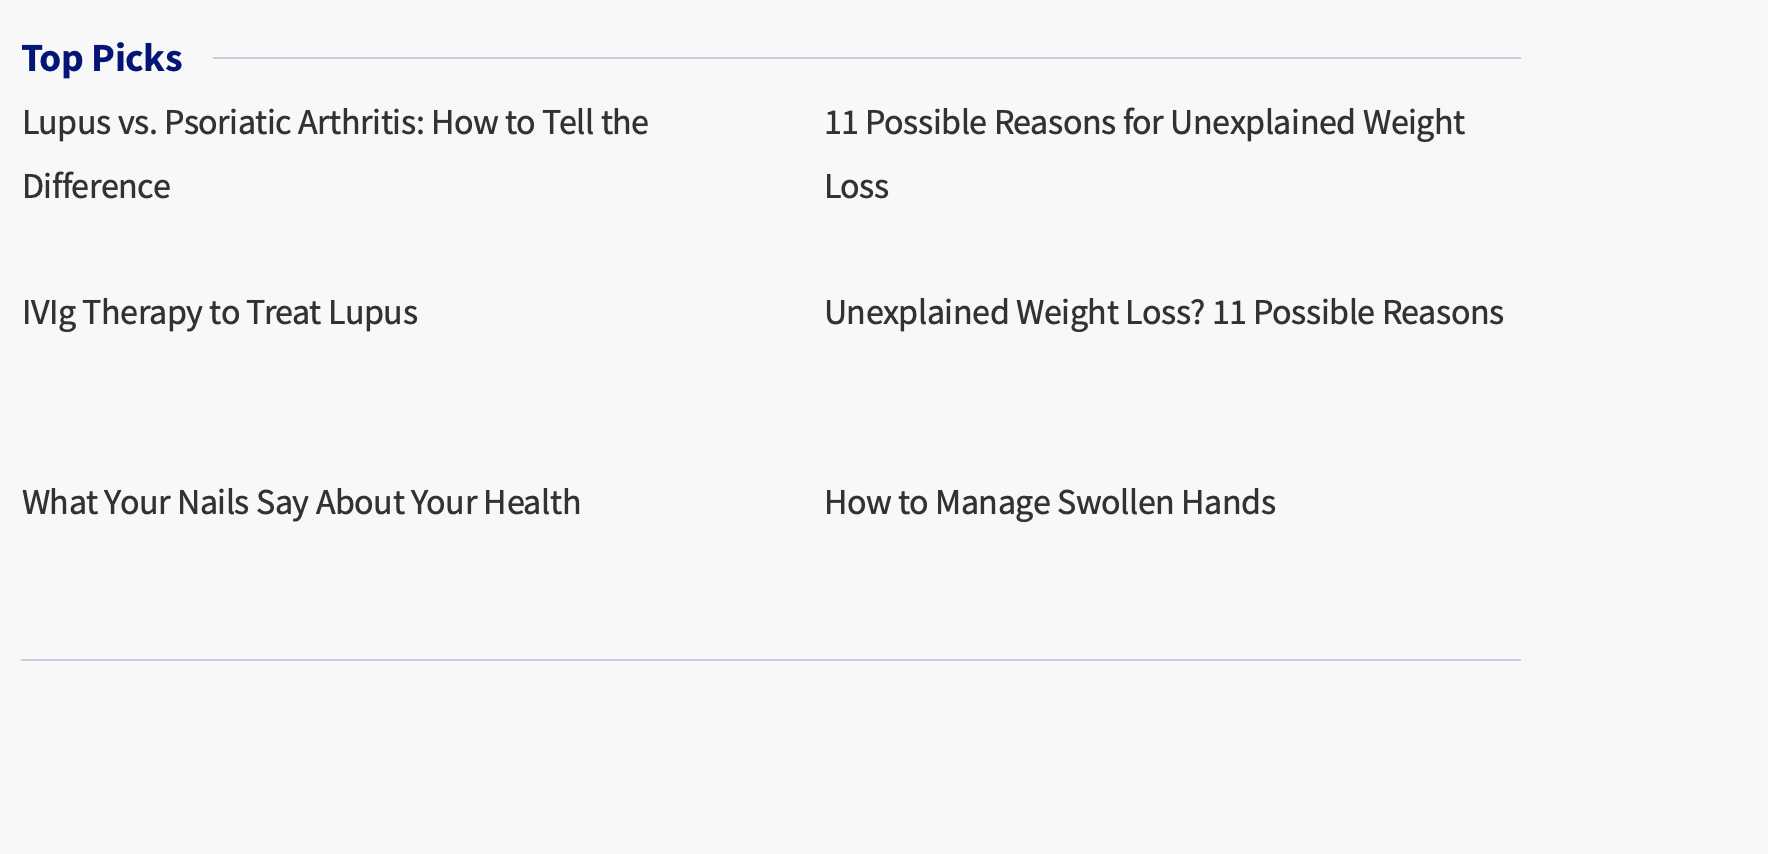 Top Picks
Lupus vs. Psoriatic Arthritis: How to Tell the
Difference
11 Possible Reasons for Unexplained Weight
Loss
IVIg Therapy to Treat Lupus
Unexplained Weight Loss? 11 Possible Reasons
What Your Nails Say About Your Health
How to Manage Swollen Hands